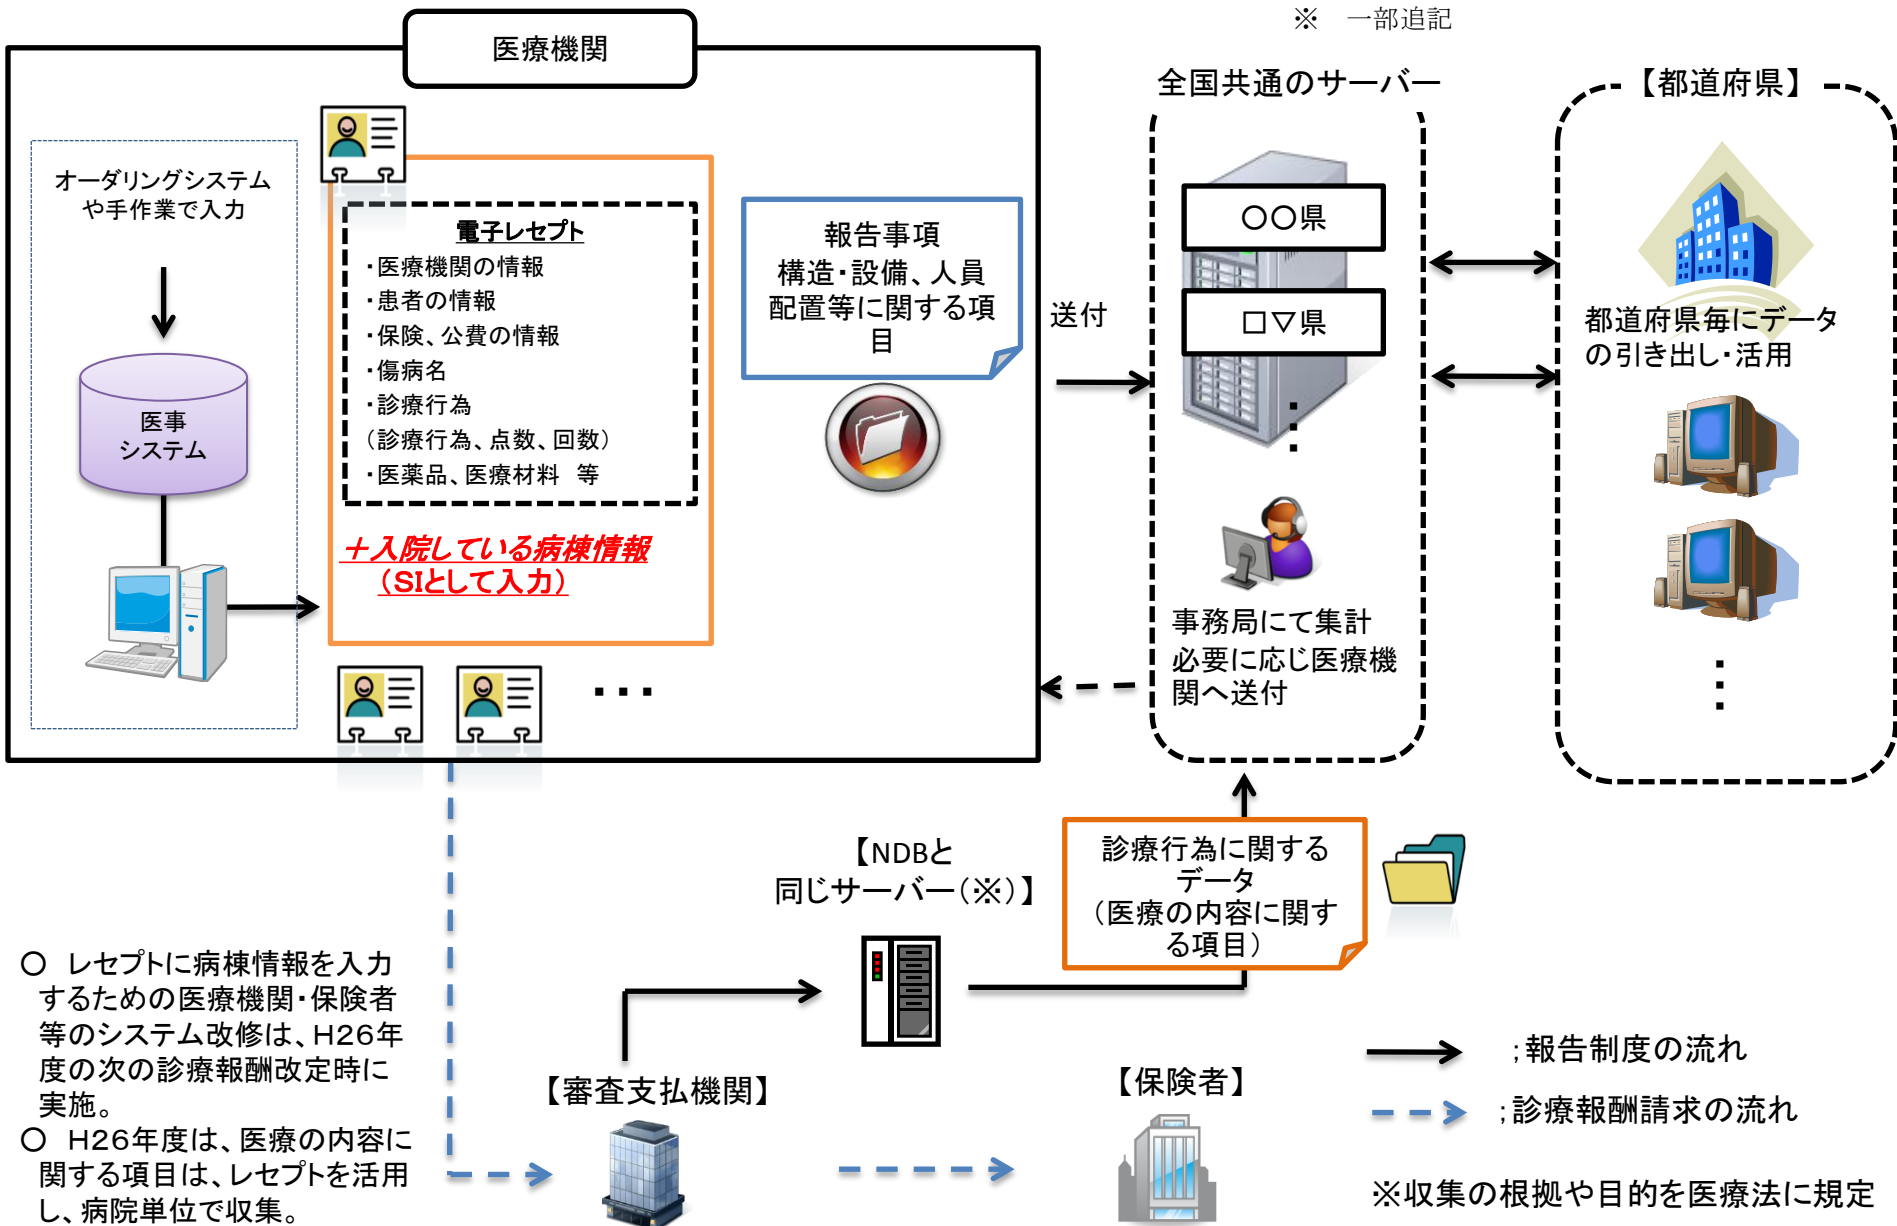 ※　一部追記
医療機関
オーダリングシステム
や手作業で入力
医事
システム
電子レセプト
・医療機関の情報
・患者の情報
・保険、公費の情報
・傷病名
・診療行為
（診療行為、点数、回数）
・医薬品、医療材料　等
＋入院している病棟情報
（SIとして入力）
・・・
報告事項
構造・設備、人員
配置等に関する項
目
送付
全国共通のサーバー
〇〇県
□▽県
事務局にて集計
必要に応じ医療機
関へ送付
【都道府県】
都道府県毎にデータ
の引き出し・活用
【NDBと
同じサーバー（※）】
診療行為に関する
データ
（医療の内容に関す
る項目）
【審査支払機関】
【保険者】
〇　レセプトに病棟情報を入力
するための医療機関・保険者
等のシステム改修は、H26年
度の次の診療報酬改定時に
実施。
〇　H26年度は、医療の内容に
関する項目は、レセプトを活用
し、病院単位で収集。
；報告制度の流れ
；診療報酬請求の流れ
※収集の根拠や目的を医療法に規定